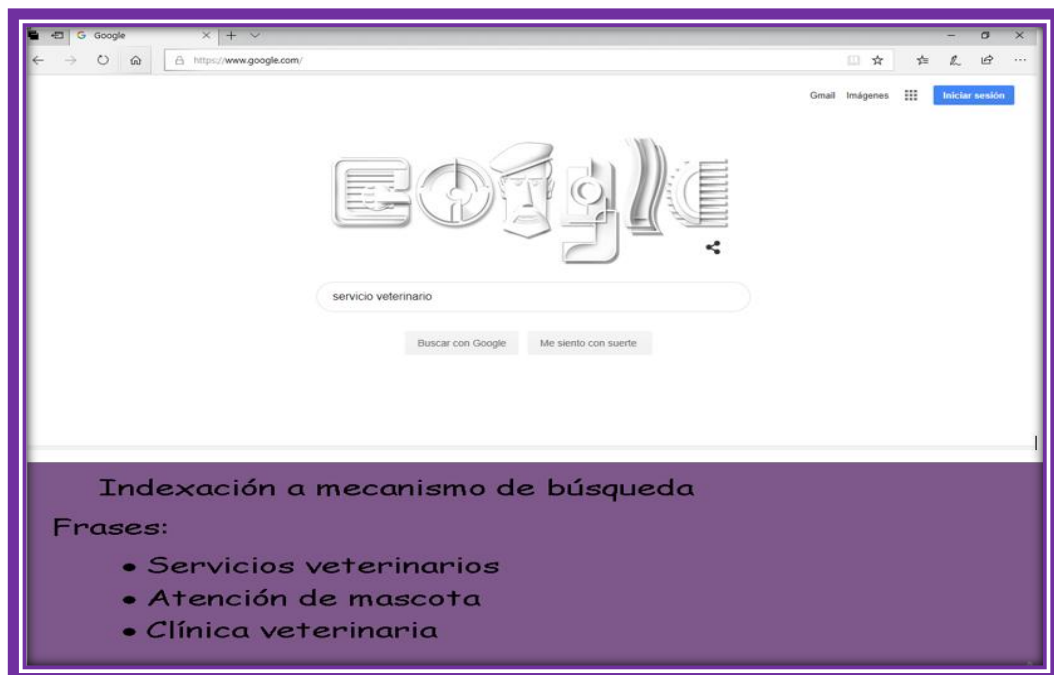 Google
https://www.google.com/
Gmail Imágenes Iniciar sesión
Google
servicio veterinario
Buscar con Google Me siento con suerte
Indexación a mecanismo de búsqueda
Frases:
• Servicios veterinarios
• Atención de mascota
• Clínica veterinaria